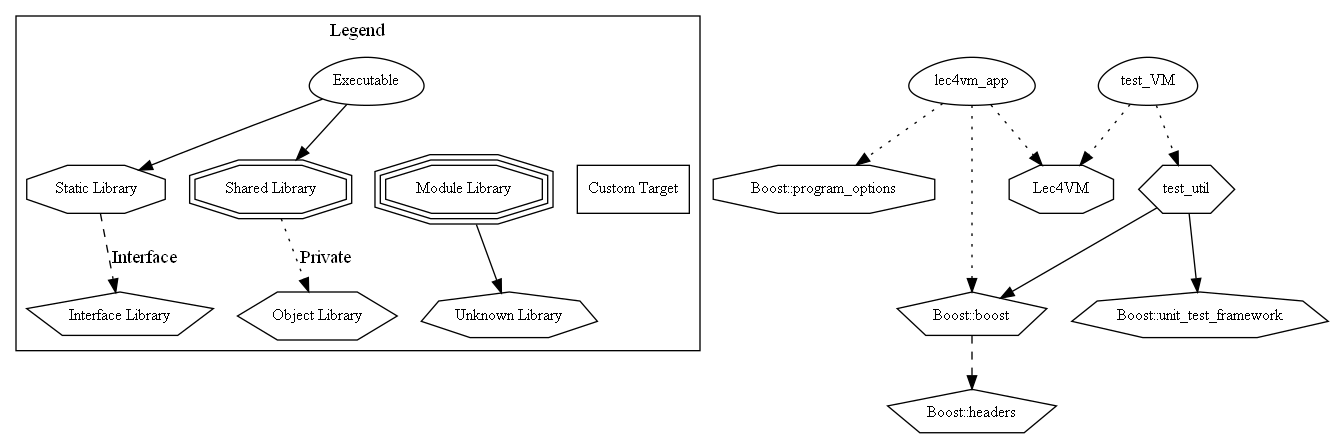 Legend
Executable
Static Library
Shared Library
Module Library
Custom Target
Interface
Private
Interface Library
Object Library
Unknown Library
lec4vm_app
test_VM
Boost::program_options
Lec4VM
test_util
Boost::boost
Boost::unit_test_framework
Boost::headers